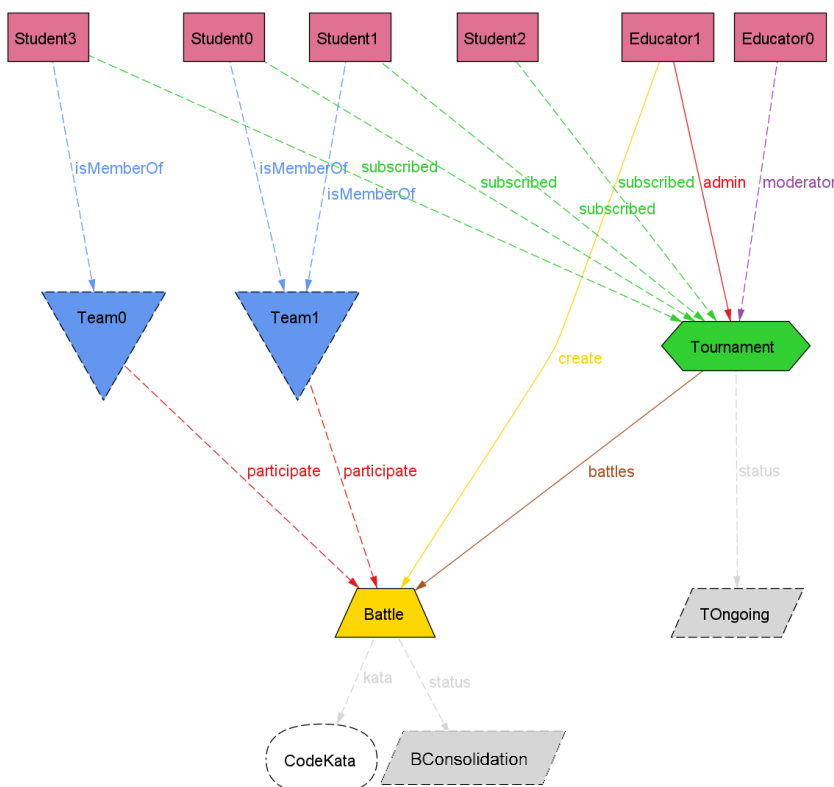 Student3
Student0
Student1
Student2
Educator1
Educator0
isMemberOf
subscribed
isMemberOf
isMemberOf
subscribed
subscribed
subscribed
admin
moderator
Team0
Team1
Tournament
create
participate
participate
battles
status
Battle
TOngoing
kata
status
CodeKata
BConsolidation